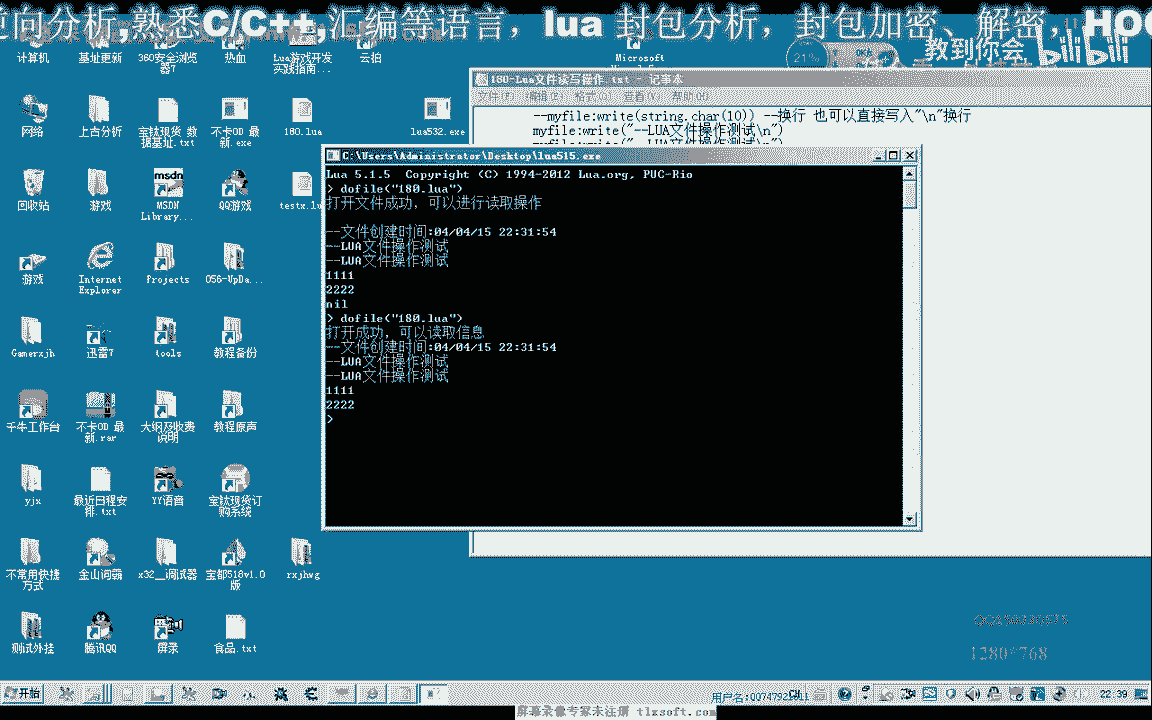 逆向分析,熟悉C/C++,汇编等语言，lua 封包分析，封包加密、解密，HOO
教到你会 bilibili
21%
计算机
基址更新
360安全浏览器7
热血
Lua游戏开发实践指南...
云拍
Microsoft
网络
上古分析
宝钛现货 数据基址.txt
不卡OD 最新.exe
180.lua
lua532.exe
回收站
游戏
MSDN Library...
QQ游戏
testx.lu
游戏
Internet Explorer
Projects
056-UpDa...
Gamerxjh
迅雷7
tools
教程备份
千牛工作台
不卡OD 最新.rar
大纲及收费说明
教程原声
yjx
最近日程安排.txt
YY语音
宝钛现货订购系统
不常用快捷方式
金山词霸
x32__调试器
宝都518v1.0版
rxjhwg
测试外挂
腾讯QQ
屏录
食品.txt
180-Lua文件读写操作.txt - 记事本
文件(F) 编辑(E) 格式(O) 查看(V) 帮助(H)
--myfile:write(string.char(10)) --换行 也可以直接写入"\n"换行
myfile:write("--LUA文件操作测试\n")
myfile:write("--LUA文件操作测试\n")
C:\Users\Administrator\Desktop\lua515.exe
Lua 5.1.5  Copyright (C) 1994-2012 Lua.org, PUC-Rio
> dofile("180.lua")
打开文件成功，可以进行读取操作
--文件创建时间:04/04/15 22:31:54
--LUA文件操作测试
--LUA文件操作测试
1111
2222
nil
> dofile("180.lua")
打开成功，可以读取信息
--文件创建时间:04/04/15 22:31:54
--LUA文件操作测试
--LUA文件操作测试
1111
2222
>
1280*768
开始
22:39
屏幕录像专家未注册 tlxsoft.com